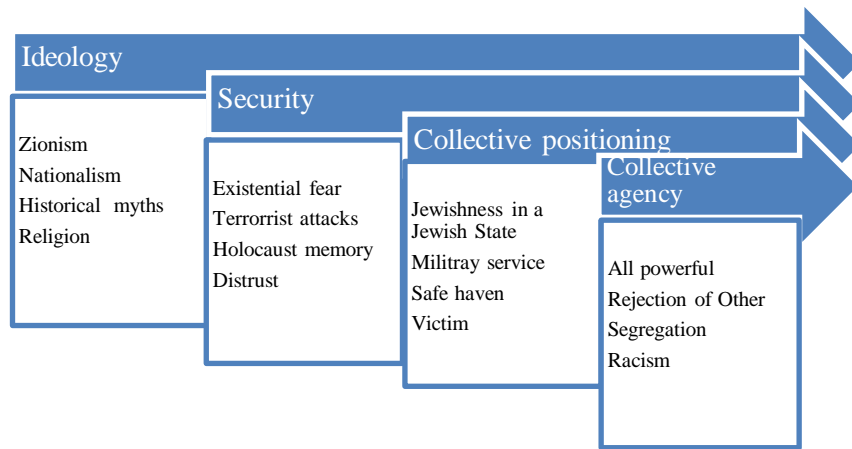 Ideology
Zionism
Nationalism
Historical myths
Religion
Security
Existential fear
Terrorrist attacks
Holocaust memory
Distrust
Collective positioning
Jewishness in a
Jewish State
Militray service
Safe haven
Victim
Collective
agency
All powerful
Rejection of Other
Segregation
Racism